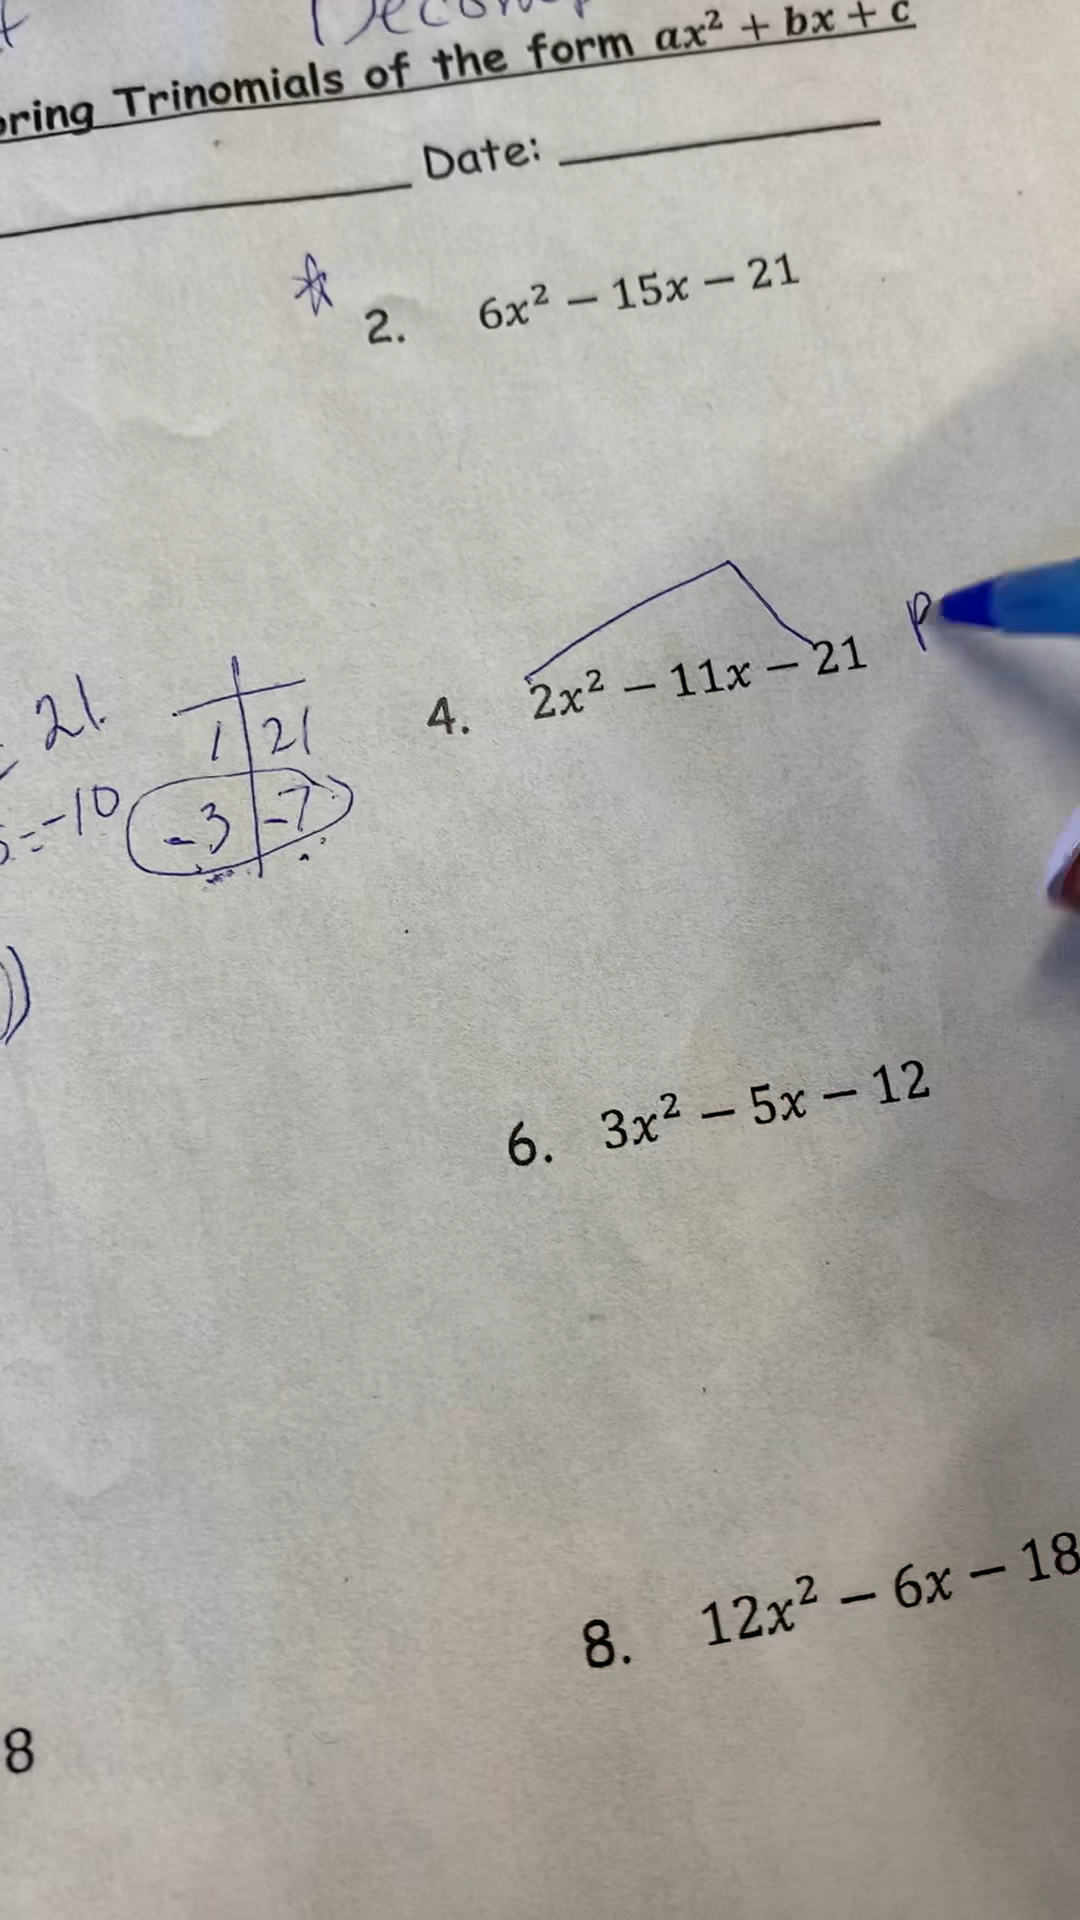 oring Trinomials of the form ax² + bx + c
Date:
2. 6x² − 15x − 21
21
1 21
4. 2x² − 11x − 21 P
=-10
-3 -7
6. 3x² − 5x − 12
8. 12x² − 6x − 18
8